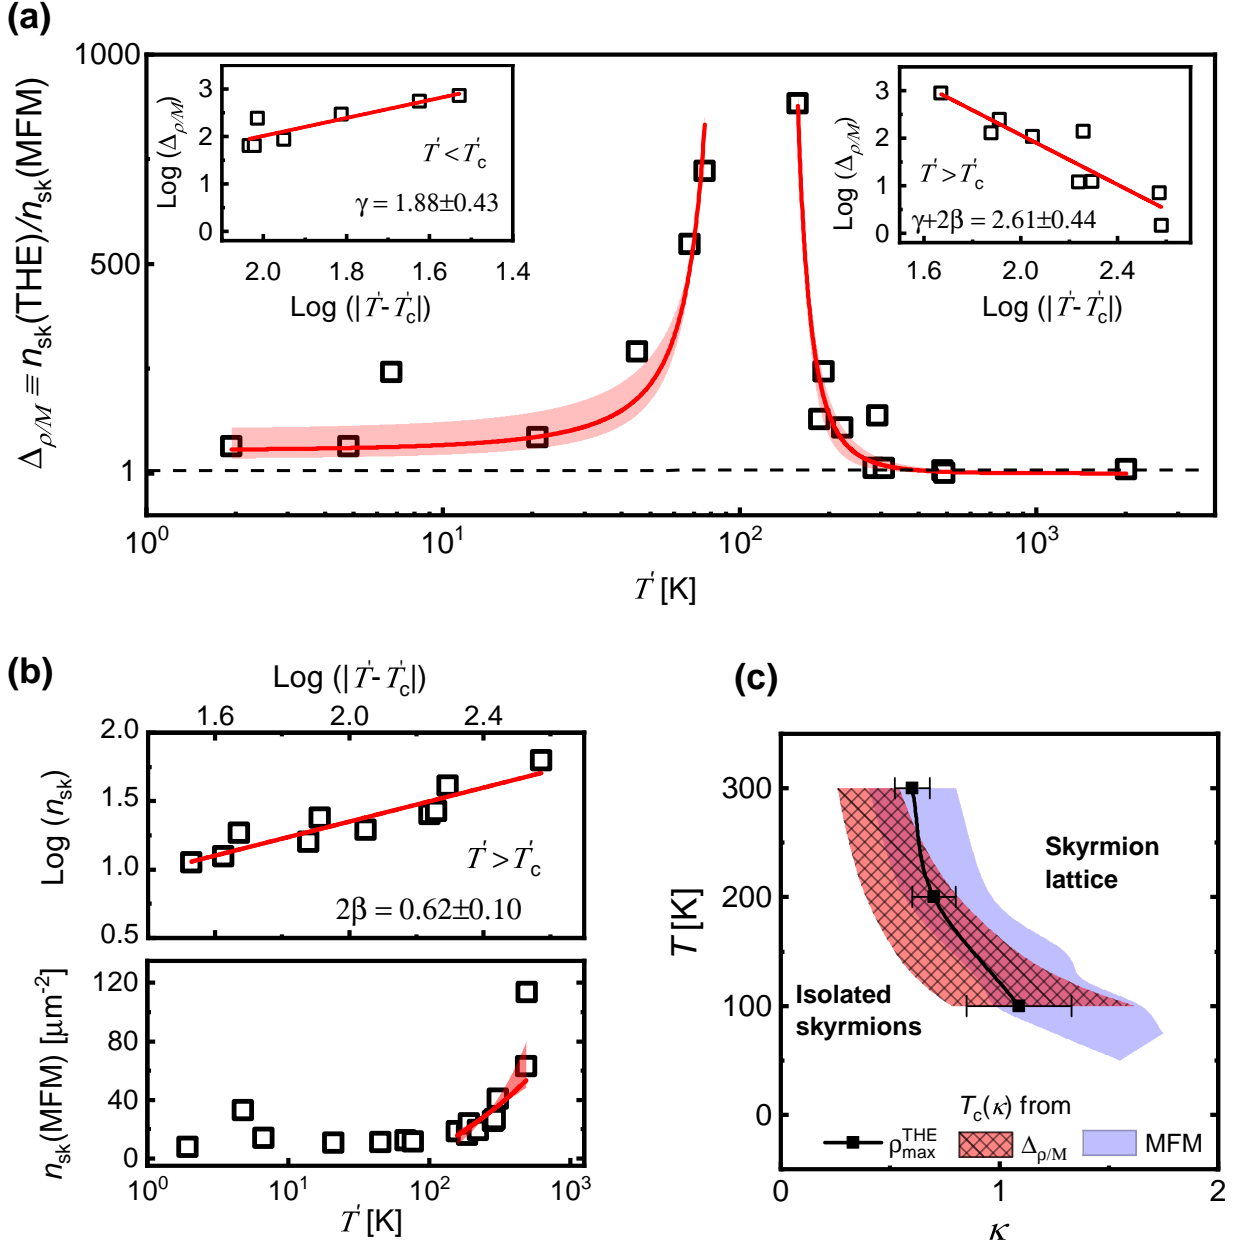 (a)
Δρ/M ≡ nsk(THE)/nsk(MFM)
1000
500
1
10⁰
10¹
10²
10³
T' [K]
Log (Δρ/M)
3
2
1
0
T' < T'c
γ = 1.88±0.43
2.0
1.8
1.6
1.4
Log (|T'-T'c|)
Log (Δρ/M)
3
2
1
0
T' > T'c
γ+2β = 2.61±0.44
1.6
2.0
2.4
Log (|T'-T'c|)
(b)
Log (|T'-T'c|)
1.6
2.0
2.4
Log (nsk)
2.0
1.5
1.0
0.5
T' > T'c
2β = 0.62±0.10
nsk(MFM) [μm⁻²]
120
80
40
0
10⁰
10¹
10²
10³
T' [K]
(c)
T [K]
300
200
100
0
Skyrmion
lattice
Isolated
skyrmions
Tc(κ) from
ρTHEmax
Δρ/M
MFM
0
1
2
κ